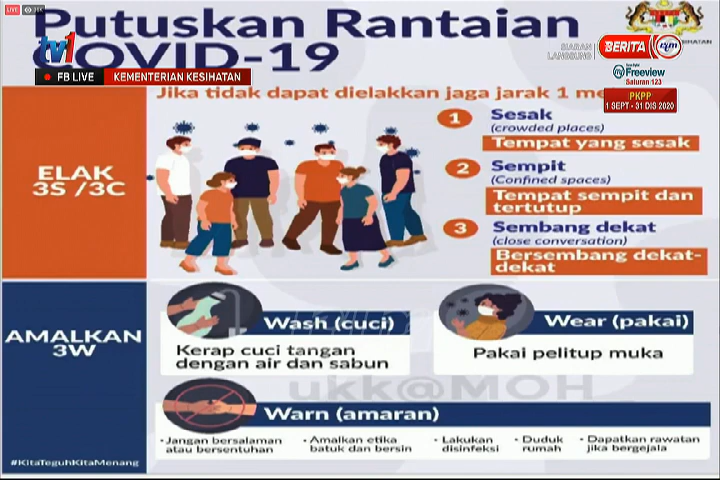 LIVE
Putuskan Rantaian
COVID-19
tv1
FB LIVE
KEMENTERIAN KESIHATAN
SIARAN
LANGSUNG
BERITA
rtm
Freeview
Saluran 123
PKPP
1 SEPT - 31 DIS 2020
Jika tidak dapat dielakkan jaga jarak 1 me
ELAK
3S /3C
1 Sesak
(crowded places)
Tempat yang sesak
2 Sempit
(Confined spaces)
Tempat sempit dan
tertutup
3 Sembang dekat
(close conversation)
Bersembang dekat-
dekat
AMALKAN
3W
Wash (cuci)
Kerap cuci tangan
dengan air dan sabun
Wear (pakai)
Pakai pelitup muka
ukk@MOH
Warn (amaran)
• Jangan bersalaman
atau bersentuhan
• Amalkan etika
batuk dan bersin
• Lakukan
disinfeksi
• Duduk
rumah
• Dapatkan rawatan
jika bergejala
#KitaTeguhKitaMenang